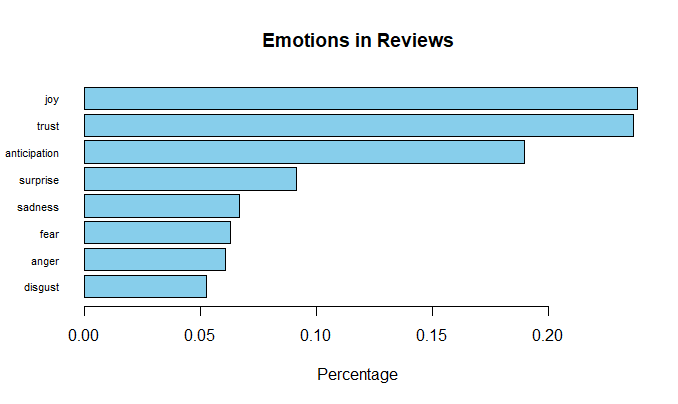 Emotions in Reviews
joy
trust
anticipation
surprise
sadness
fear
anger
disgust
0.00 0.05 0.10 0.15 0.20
Percentage